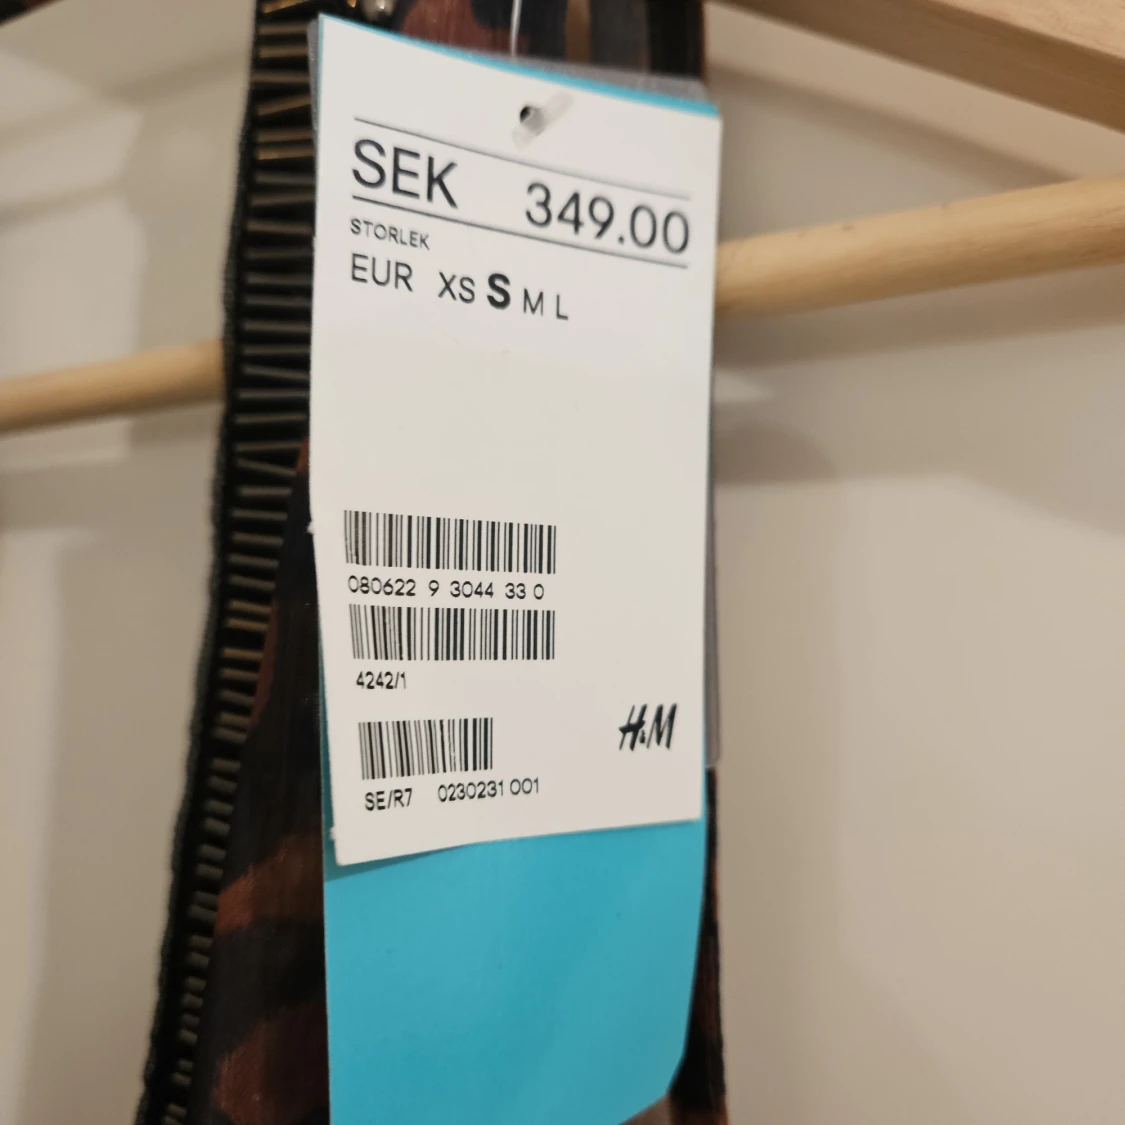 SEK 349.00
STORLEK
EUR XS S M L
080622 9 3044 33 0
4242/1
H&M
SE/R7 0230231 001